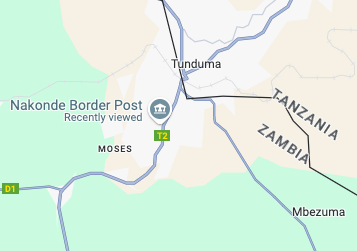 Tunduma
Nakonde Border Post
Recently viewed
TANZANIA
ZAMBIA
T2
MOSES
D1
Mbezuma